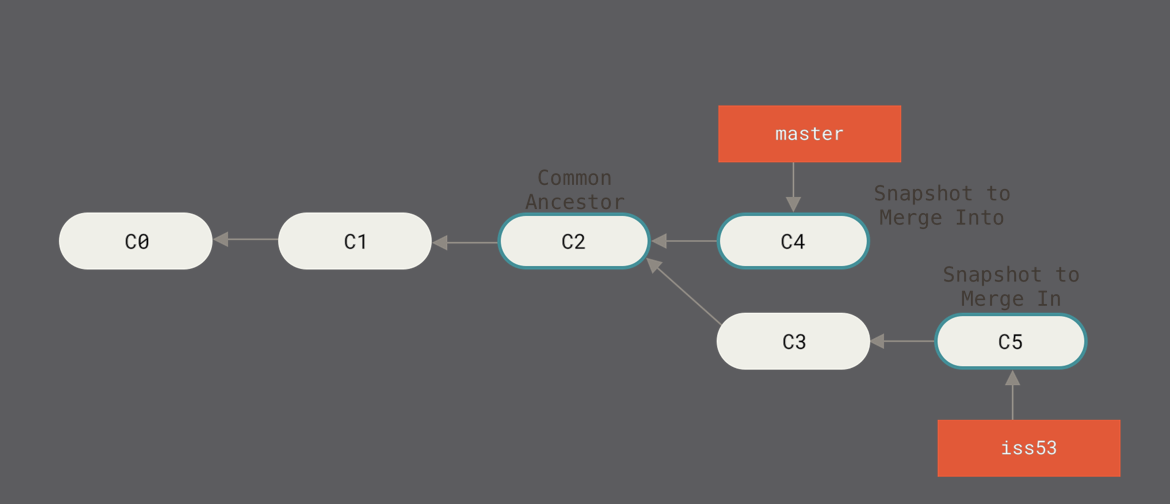 master
Common
Ancestor
Snapshot to
Merge Into
C0
C1
C2
C4
Snapshot to
Merge In
C3
C5
iss53